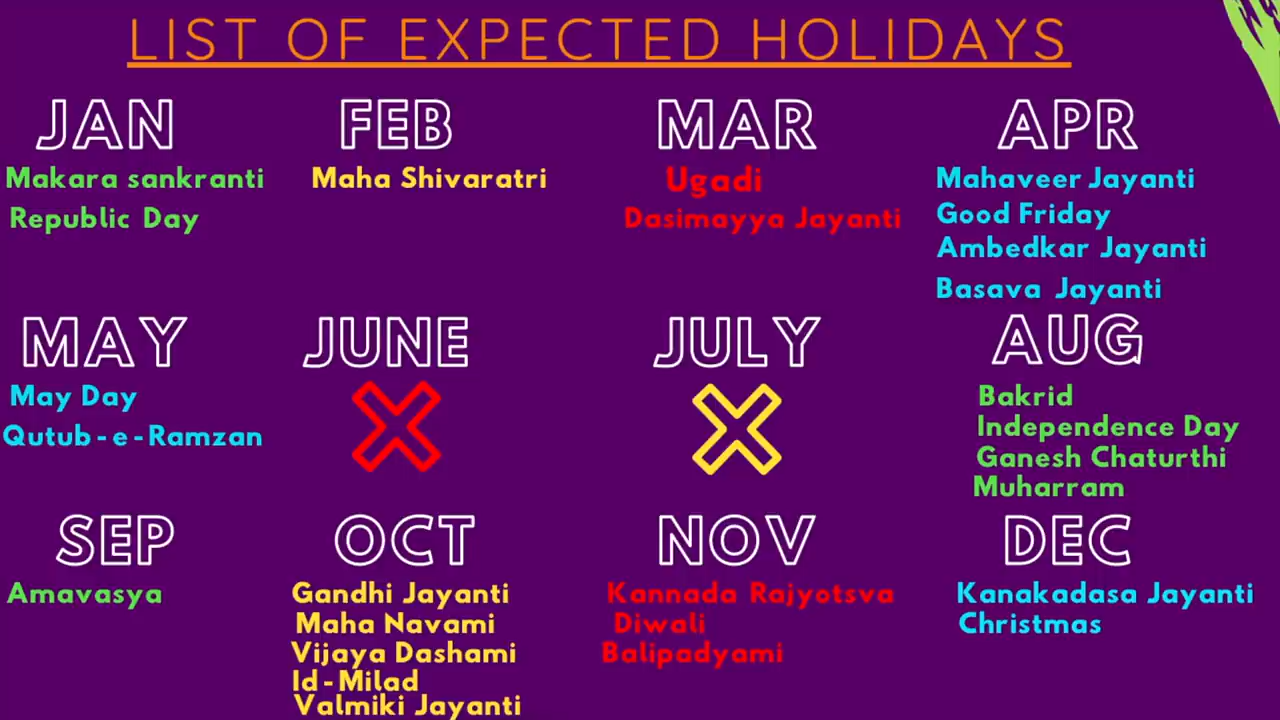 LIST OF EXPECTED HOLIDAYS
JAN
Makara sankranti
Republic Day
FEB
Maha Shivaratri
MAR
Ugadi
Dasimayya Jayanti
APR
Mahaveer Jayanti
Good Friday
Ambedkar Jayanti
Basava Jayanti
MAY
May Day
Qutub-e-Ramzan
JUNE
JULY
AUG
Bakrid
Independence Day
Ganesh Chaturthi
Muharram
SEP
Amavasya
OCT
Gandhi Jayanti
Maha Navami
Vijaya Dashami
Id-Milad
Valmiki Jayanti
NOV
Kannada Rajyotsva
Diwali
Balipadyami
DEC
Kanakadasa Jayanti
Christmas